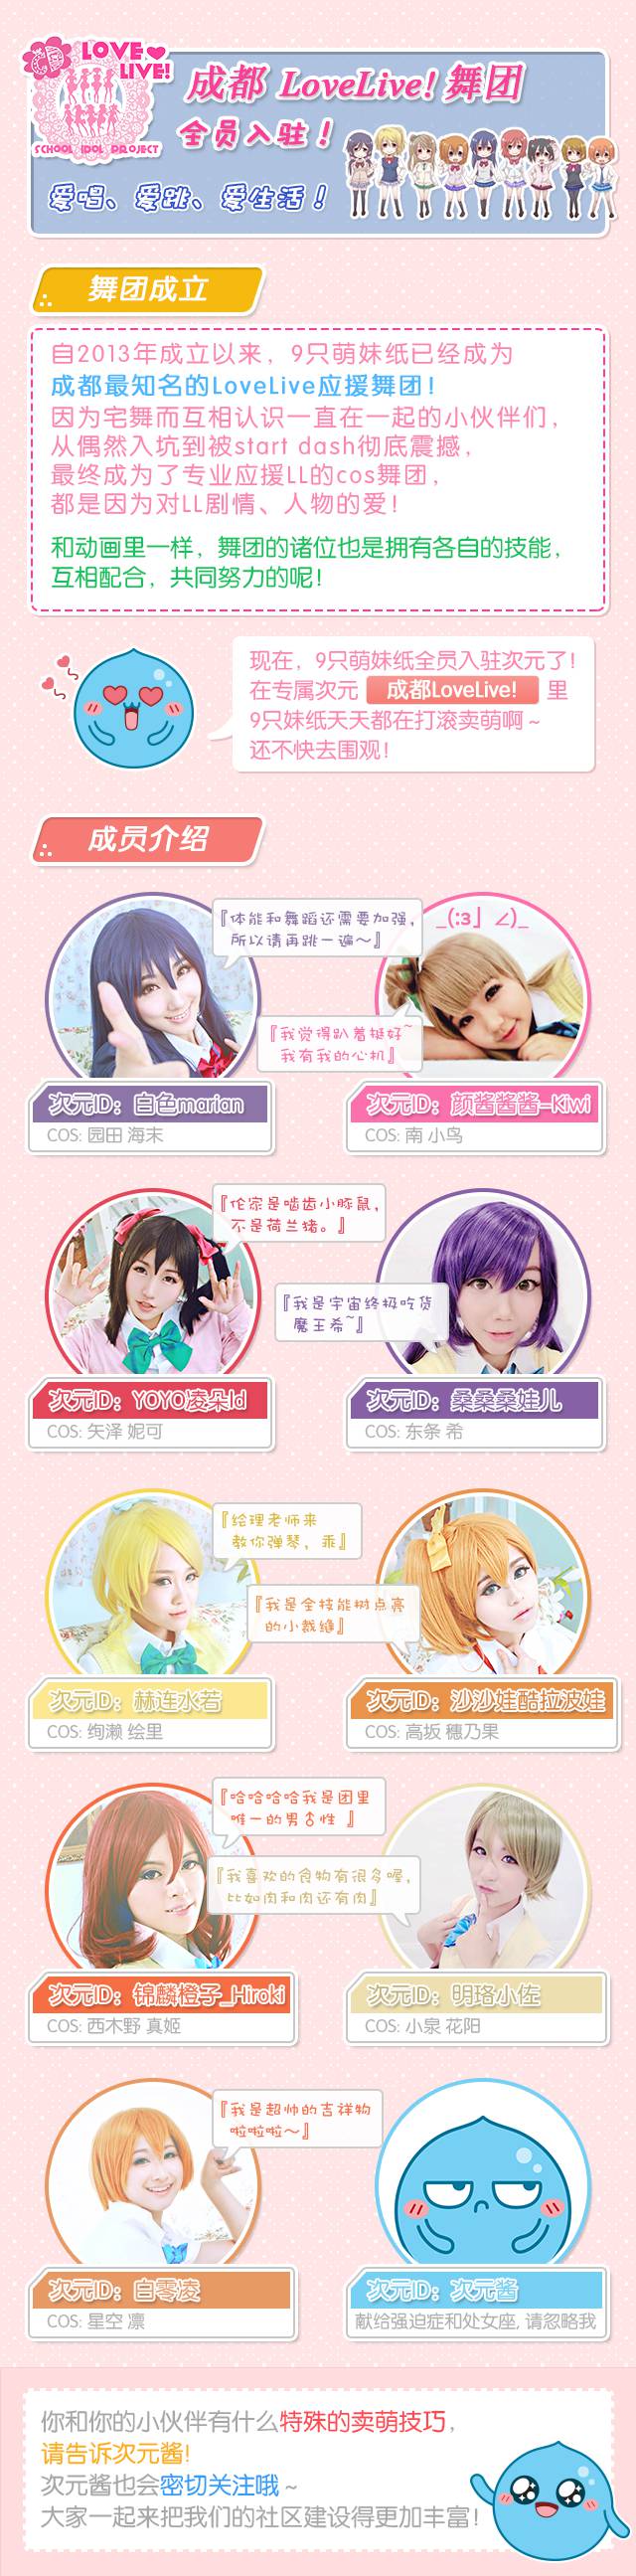 CD
LOVE
LIVE!
SCHOOL IDOL PROJECT
成都 LoveLive! 舞团
全员入驻！
爱唱、爱跳、爱生活！
舞团成立
自2013年成立以来，9只萌妹纸已经成为
成都最知名的LoveLive应援舞团！
因为宅舞而互相认识一直在一起的小伙伴们，
从偶然入坑到被start dash彻底震撼，
最终成为了专业应援LL的cos舞团，
都是因为对LL剧情、人物的爱！
和动画里一样，舞团的诸位也是拥有各自的技能，
互相配合，共同努力的呢！
现在，9只萌妹纸全员入驻次元了！
在专属次元 成都LoveLive! 里
9只妹纸天天都在打滚卖萌啊～
还不快去围观！
成员介绍
『体能和舞蹈还需要加强，
所以请再跳一遍～』
_(:3」∠)_
『我觉得趴着挺好~
我有我的心机』
次元ID：白色marian
COS: 园田 海末
次元ID：颜酱酱酱-Kiwi
COS: 南 小鸟
『伦家是啮齿小豚鼠，
不是荷兰猪。』
『我是宇宙终极吃货
魔王希~』
次元ID：YOYO凌朵ld
COS: 矢泽 妮可
次元ID：桑桑桑娃儿
COS: 东条 希
『绘理老师来
教你弹琴，乖』
『我是全技能树点亮
的小裁缝』
次元ID：赫连水若
COS: 绚濑 绘里
次元ID：沙沙娃酷拉波娃
COS: 高坂 穗乃果
『哈哈哈哈我是团里
唯一的男♂性 』
『我喜欢的食物有很多喔，
比如肉和肉还有肉』
次元ID：锦麟橙子_Hiroki
COS: 西木野 真姬
次元ID：明珞小佐
COS: 小泉 花阳
『我是超帅的吉祥物
啦啦啦～』
次元ID：白零凌
COS: 星空 凛
次元ID：次元酱
献给强迫症和处女座, 请忽略我
你和你的小伙伴有什么特殊的卖萌技巧，
请告诉次元酱!
次元酱也会密切关注哦～
大家一起来把我们的社区建设得更加丰富！